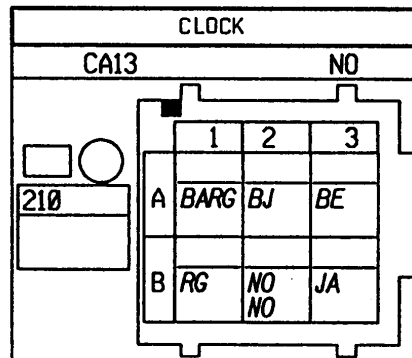 CLOCK
CA13 NO
1 2 3
210
A BARG BJ BE
B RG NO JA
NO